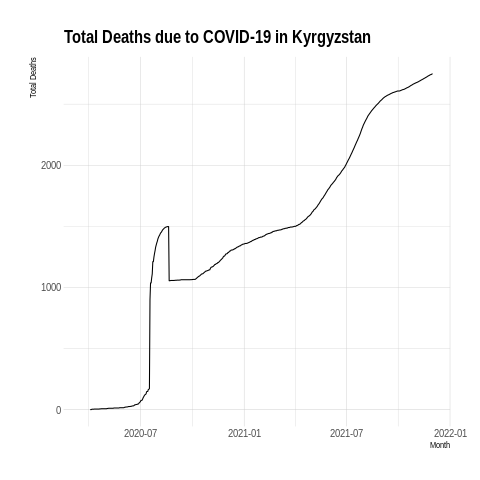 Total Deaths due to COVID-19 in Kyrgyzstan
Total Deaths
2000
1000
0
2020-07
2021-01
2021-07
2022-01
Month